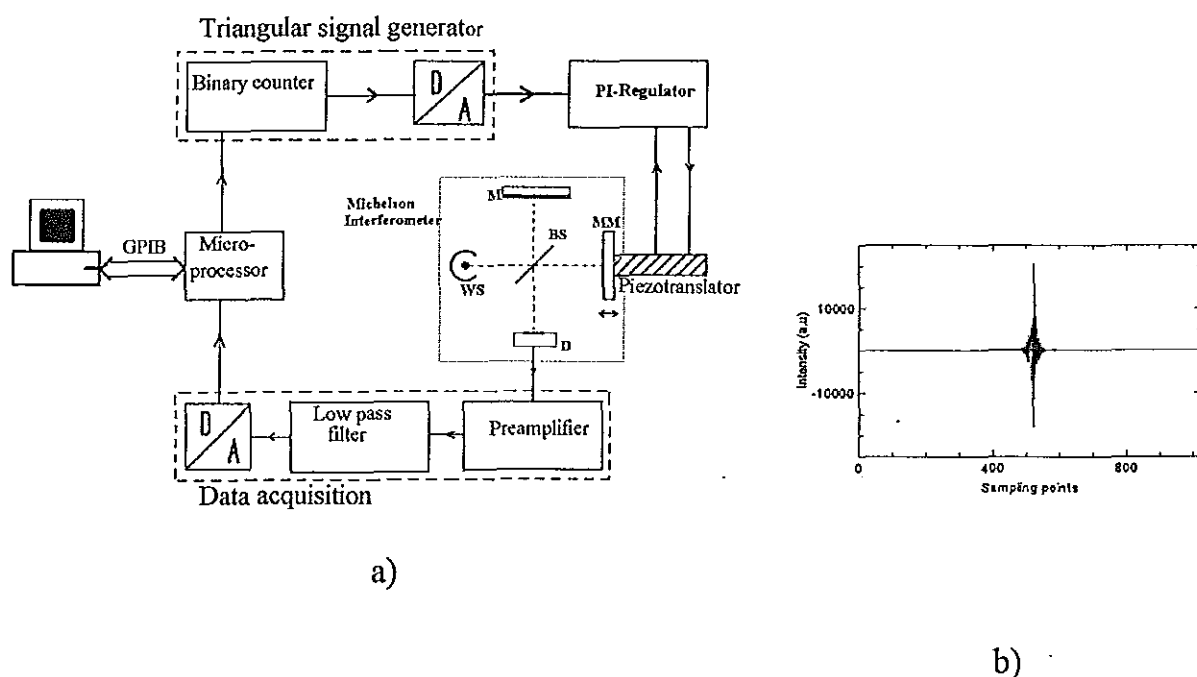 Triangular signal generator
Binary counter
D
A
PI-Regulator
Michelson
Interferometer
M
MM
BS
WS
D
Piezotranslator
GPIB
Micro-
processor
D
A
Low pass
filter
Preamplifier
Data acquisition
a)
Intensity (a.u)
10000
-10000
0
400
800
Sampling points
b)